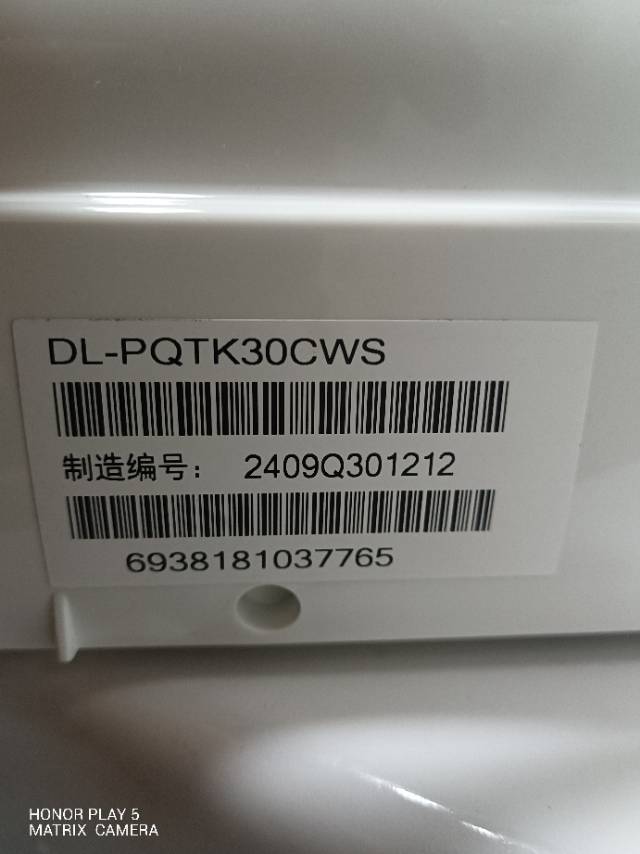 DL-PQTK30CWS
制造编号： 2409Q301212
6938181037765
HONOR PLAY 5
MATRIX CAMERA